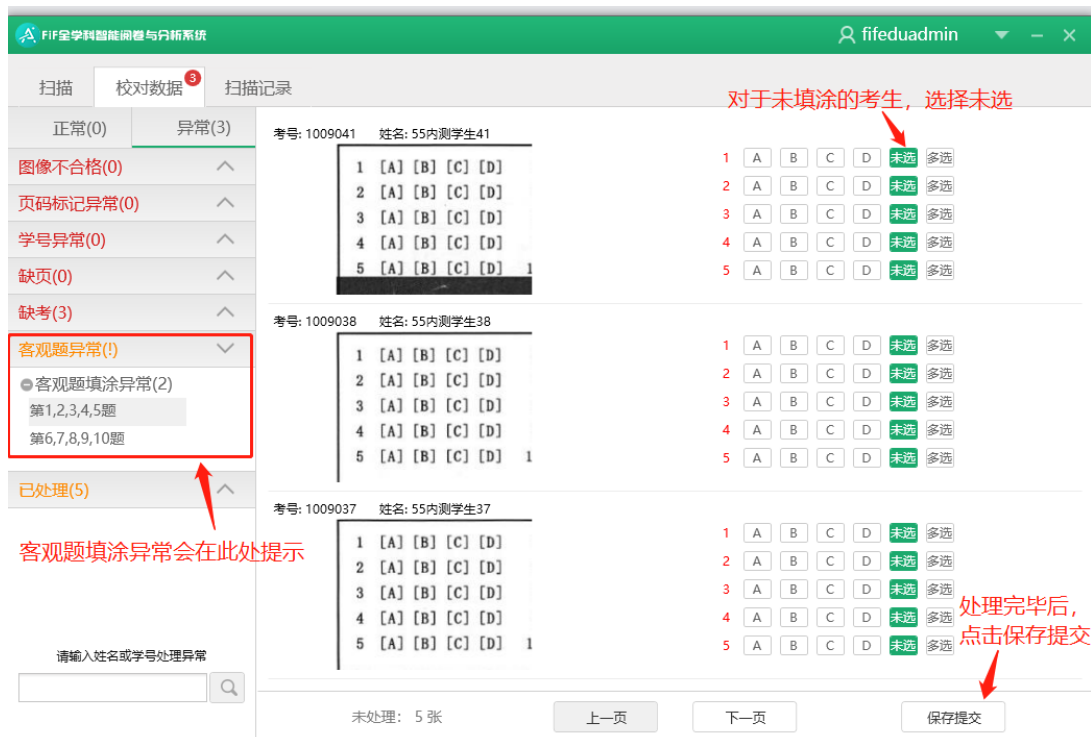 FiF全学科智能阅卷与分析系统
fifeduadmin
扫描
校对数据
3
扫描记录
正常(0)
异常(3)
图像不合格(0)
页码标记异常(0)
学号异常(0)
缺页(0)
缺考(3)
客观题异常(!)
客观题填涂异常(2)
第1,2,3,4,5题
第6,7,8,9,10题
已处理(5)
客观题填涂异常会在此处提示
请输入姓名或学号处理异常
对于未填涂的考生，选择未选
考号: 1009041 姓名: 55内测学生41
1 [A] [B] [C] [D]
2 [A] [B] [C] [D]
3 [A] [B] [C] [D]
4 [A] [B] [C] [D]
5 [A] [B] [C] [D] 1
1 A B C D 未选 多选
2 A B C D 未选 多选
3 A B C D 未选 多选
4 A B C D 未选 多选
5 A B C D 未选 多选
考号: 1009038 姓名: 55内测学生38
1 [A] [B] [C] [D]
2 [A] [B] [C] [D]
3 [A] [B] [C] [D]
4 [A] [B] [C] [D]
5 [A] [B] [C] [D] 1
1 A B C D 未选 多选
2 A B C D 未选 多选
3 A B C D 未选 多选
4 A B C D 未选 多选
5 A B C D 未选 多选
考号: 1009037 姓名: 55内测学生37
1 [A] [B] [C] [D]
2 [A] [B] [C] [D]
3 [A] [B] [C] [D]
4 [A] [B] [C] [D]
5 [A] [B] [C] [D] 1
1 A B C D 未选 多选
2 A B C D 未选 多选
3 A B C D 未选 多选
4 A B C D 未选 多选
5 A B C D 未选 多选
处理完毕后，
点击保存提交
未处理： 5 张
上一页
下一页
保存提交